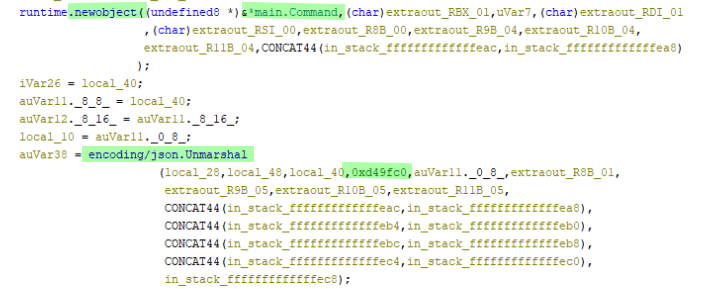 runtime.newobject((undefined8 *)&*main.Command,(char)extraout_RBX_01,uVar7,(char)extraout_RDI_01
,(char)extraout_RSI_00,extraout_R8B_00,extraout_R9B_04,extraout_R10B_04,
extraout_R11B_04,CONCAT44(in_stack_fffffffffffffeac,in_stack_fffffffffffffea8)
);
iVar26 = local_40;
auVar11._8_8_ = local_40;
auVar12._8_16_ = auVar11._8_16_;
local_10 = auVar11._0_8_;
auVar38 = encoding/json.Unmarshal
(local_28,local_48,local_40,0xd49fc0,auVar11._0_8_,extraout_R8B_01,
extraout_R9B_05,extraout_R10B_05,extraout_R11B_05,
CONCAT44(in_stack_fffffffffffffeac,in_stack_fffffffffffffea8),
CONCAT44(in_stack_fffffffffffffeb4,in_stack_fffffffffffffeb0),
CONCAT44(in_stack_fffffffffffffebc,in_stack_fffffffffffffeb8),
CONCAT44(in_stack_fffffffffffffec4,in_stack_fffffffffffffec0),
in_stack_fffffffffffffec8);